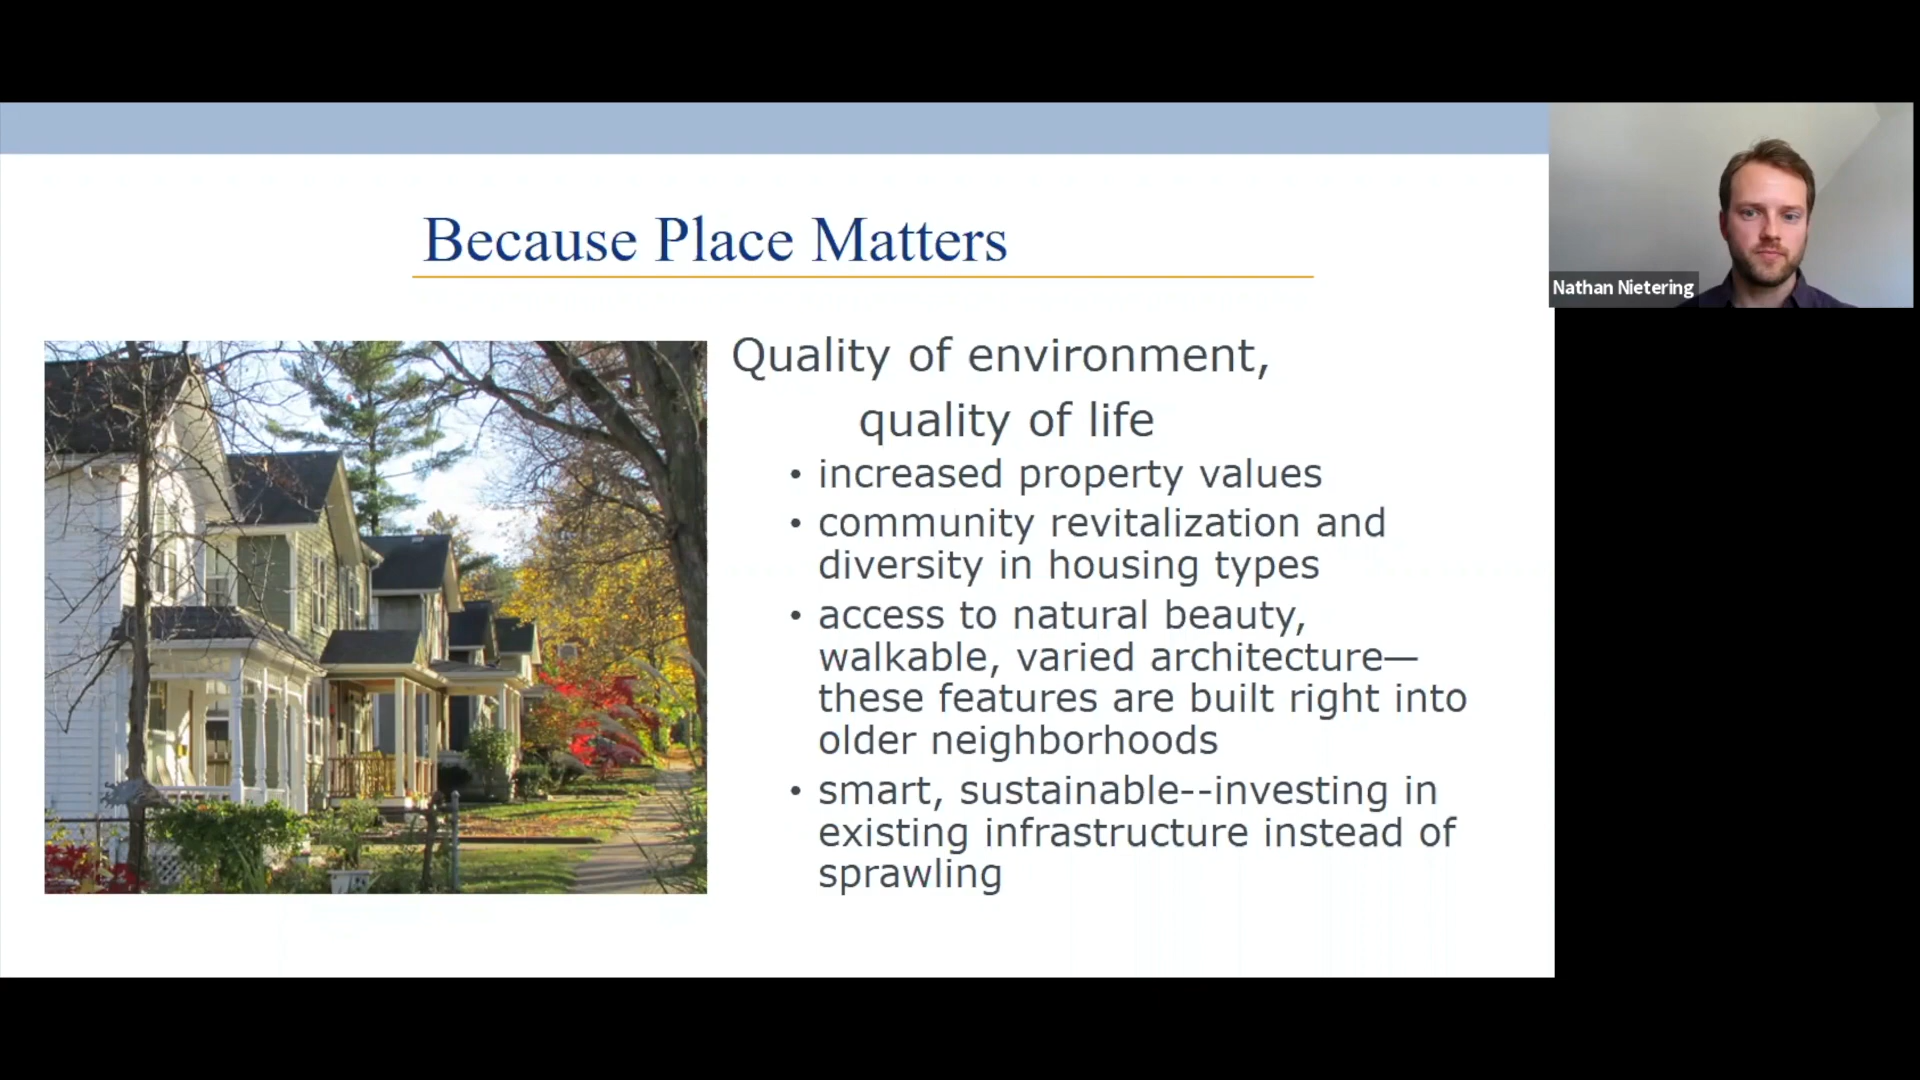 Because Place Matters
Nathan Nietering
Quality of environment,
quality of life
• increased property values
• community revitalization and
diversity in housing types
• access to natural beauty,
walkable, varied architecture—
these features are built right into
older neighborhoods
• smart, sustainable--investing in
existing infrastructure instead of
sprawling